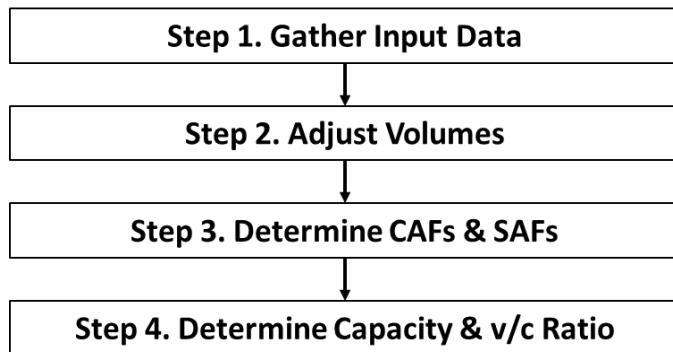 Step 1. Gather Input Data
Step 2. Adjust Volumes
Step 3. Determine CAFs & SAFs
Step 4. Determine Capacity & v/c Ratio